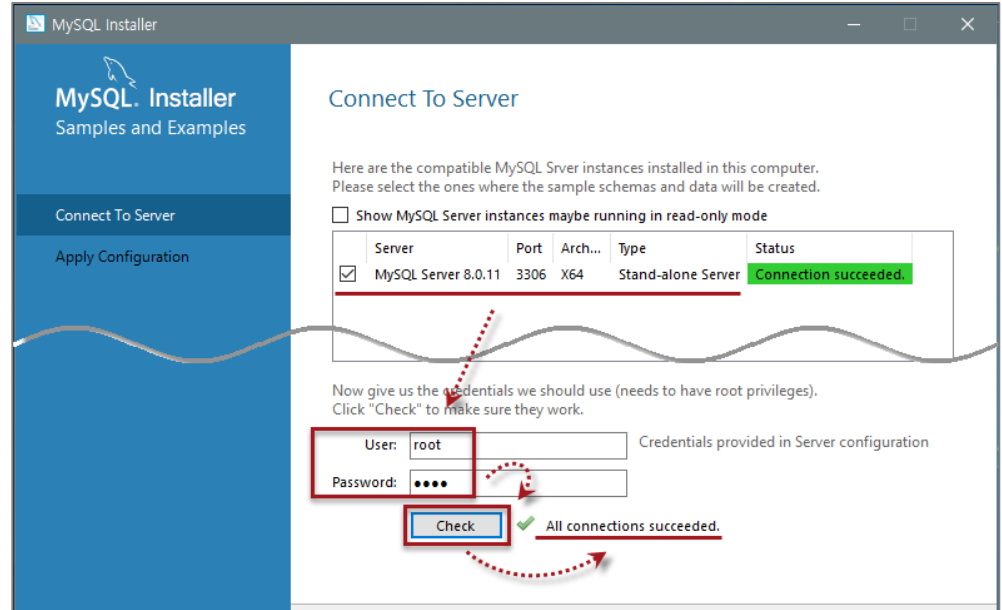 MySQL Installer
MySQL. Installer
Samples and Examples
Connect To Server
Apply Configuration
Connect To Server
Here are the compatible MySQL Srver instances installed in this computer.
Please select the ones where the sample schemas and data will be created.
Show MySQL Server instances maybe running in read-only mode
Server Port Arch... Type Status
MySQL Server 8.0.11 3306 X64 Stand-alone Server Connection succeeded.
Now give us the credentials we should use (needs to have root privileges).
Click "Check" to make sure they work.
User: root Credentials provided in Server configuration
Password: ●●●●
Check All connections succeeded.